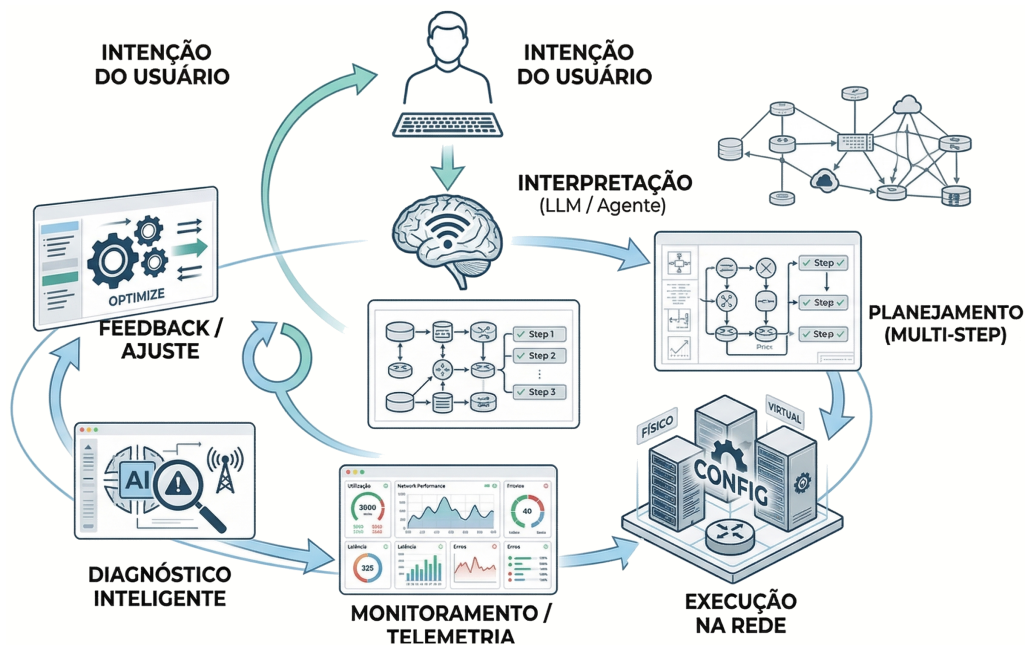 INTENÇÃO
DO USUÁRIO
INTENÇÃO
DO USUÁRIO
INTERPRETAÇÃO
(LLM / Agente)
OPTIMIZE
FEEDBACK /
AJUSTE
Step 1
Step 2
Step 3
Step
Step
Step
PLANEJAMENTO
(MULTI-STEP)
FÍSICO
VIRTUAL
CONFIG
EXECUÇÃO
NA REDE
AI
DIAGNÓSTICO
INTELIGENTE
Utilização
3000
Network Performance
40
Latência
325
Latência
Erros
Erros
MONITORAMENTO /
TELEMETRIA